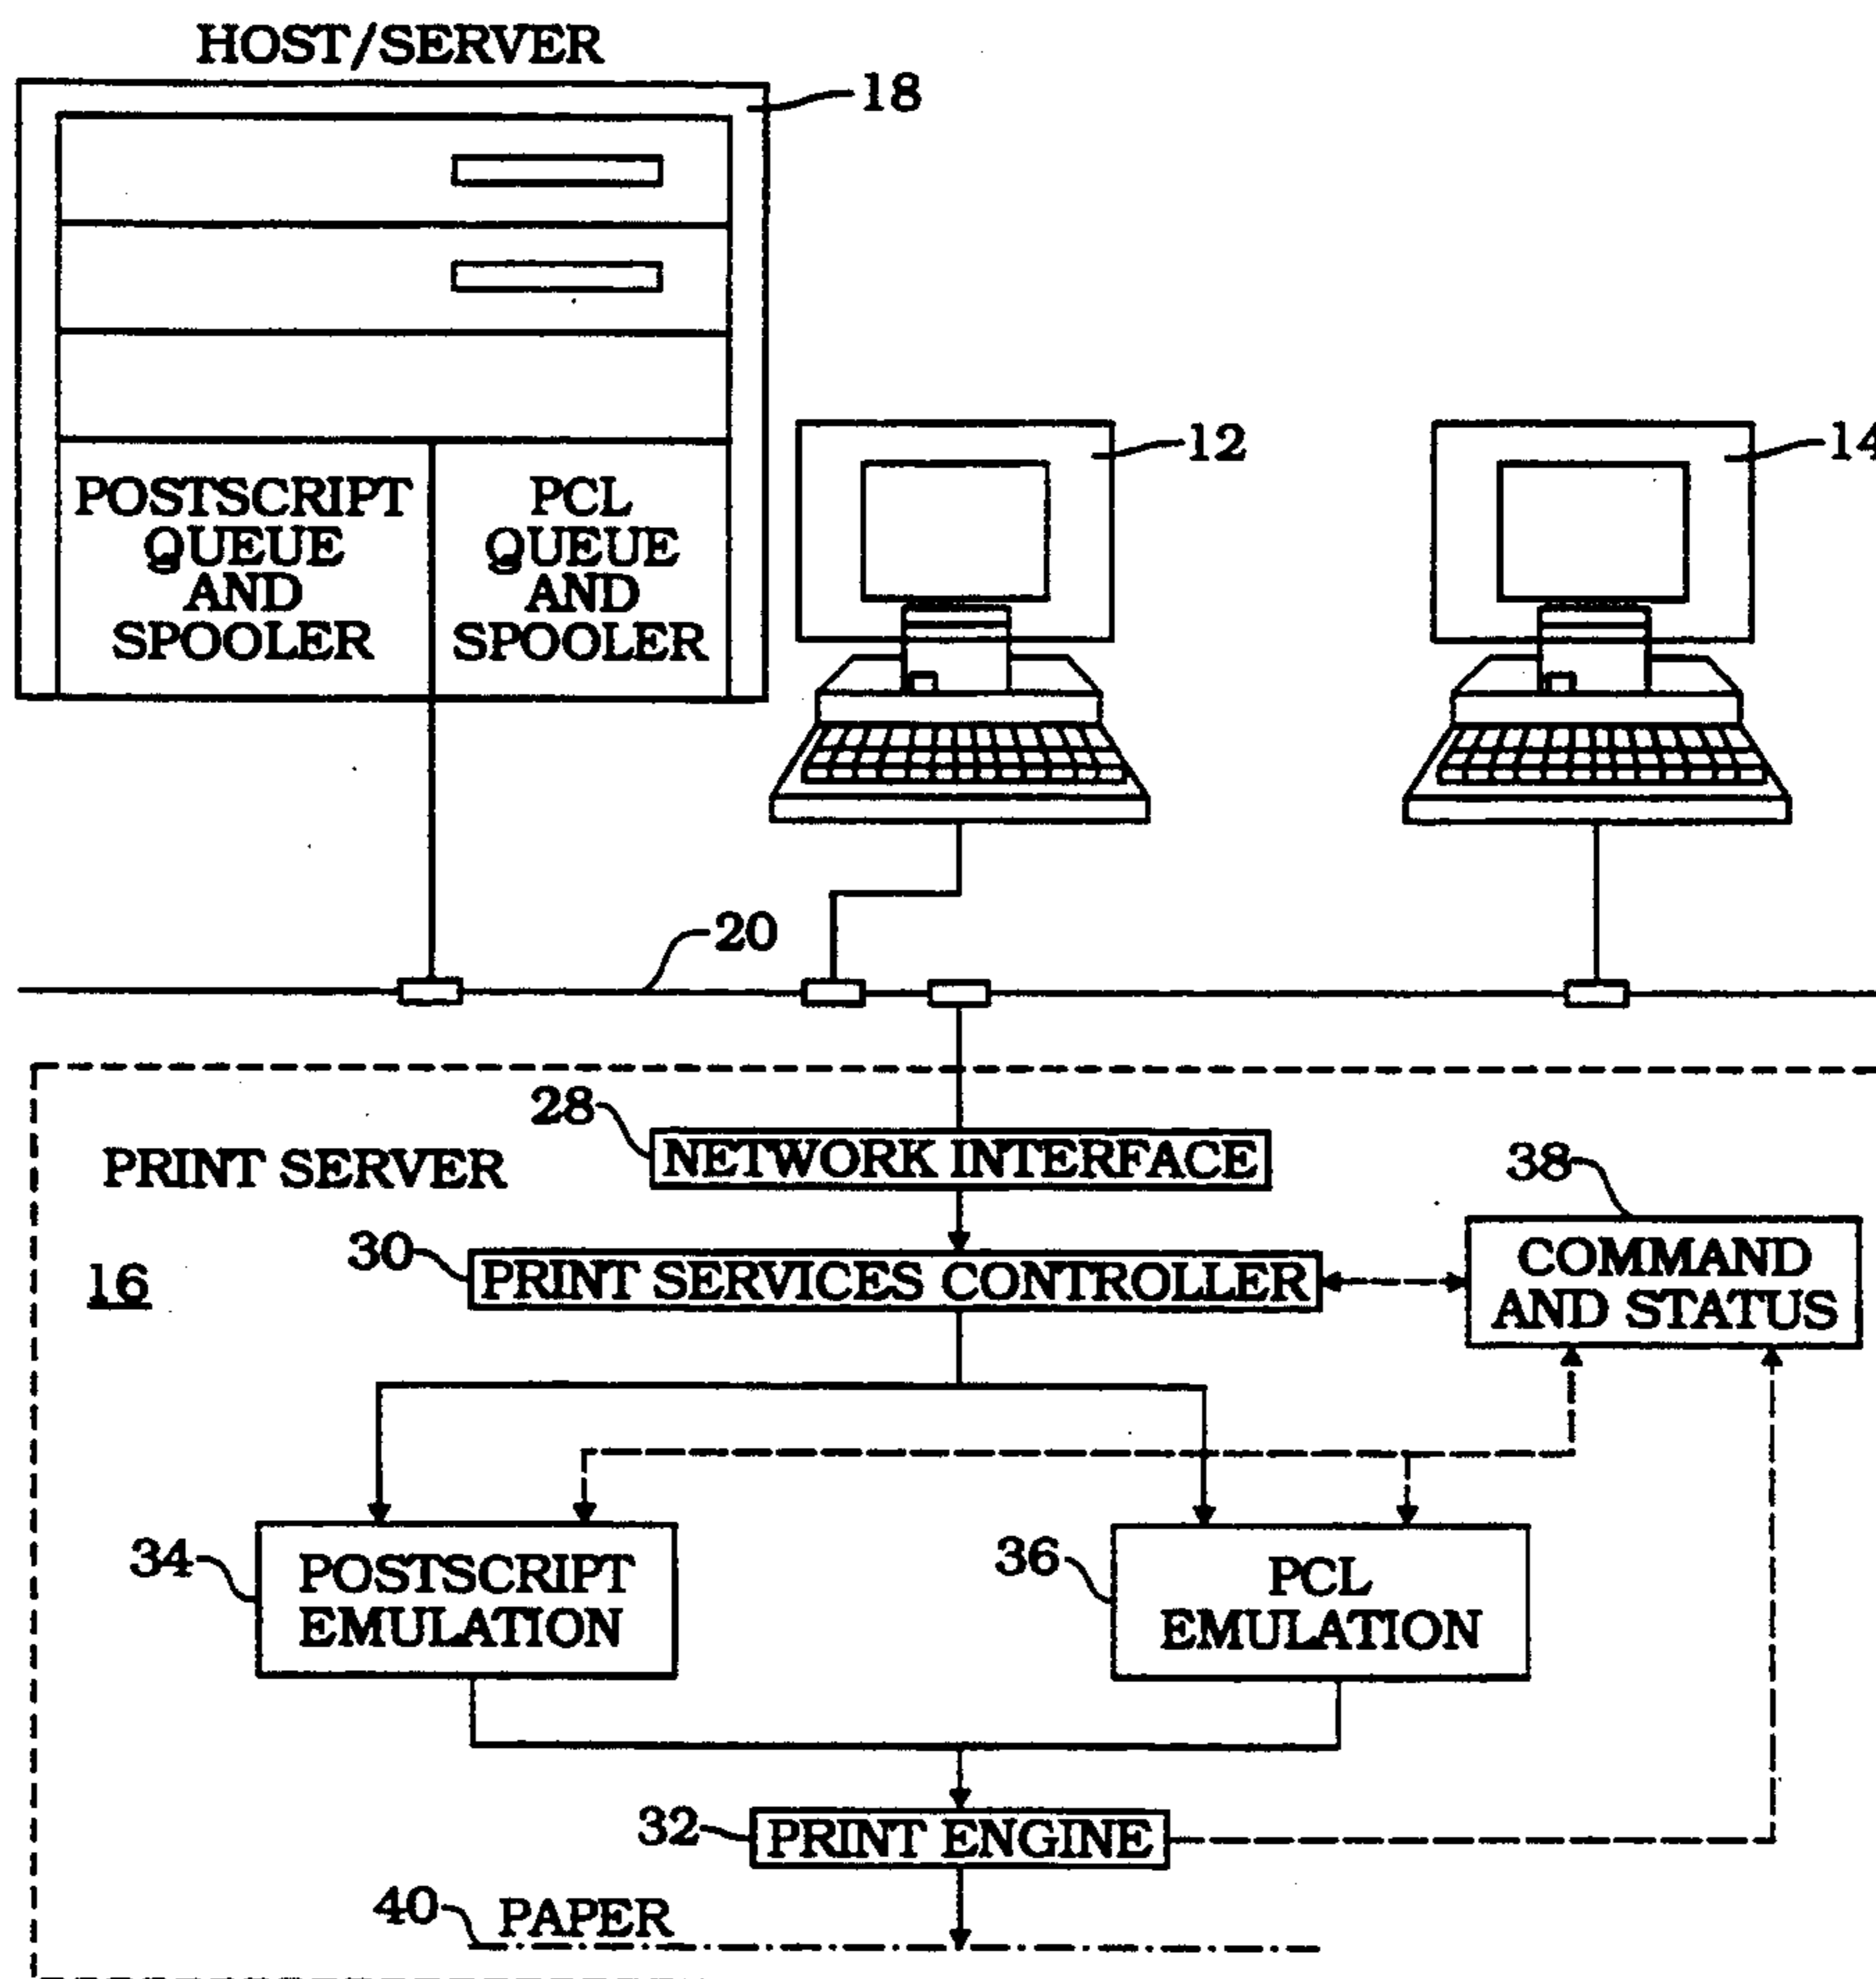 HOST/SERVER
18
POSTSCRIPT
QUEUE
AND
SPOOLER
PCL
QUEUE
AND
SPOOLER
12
14
20
28
NETWORK INTERFACE
PRINT SERVER
38
30
PRINT SERVICES CONTROLLER
COMMAND
AND STATUS
16
34
POSTSCRIPT
EMULATION
36
PCL
EMULATION
32
PRINT ENGINE
40
PAPER